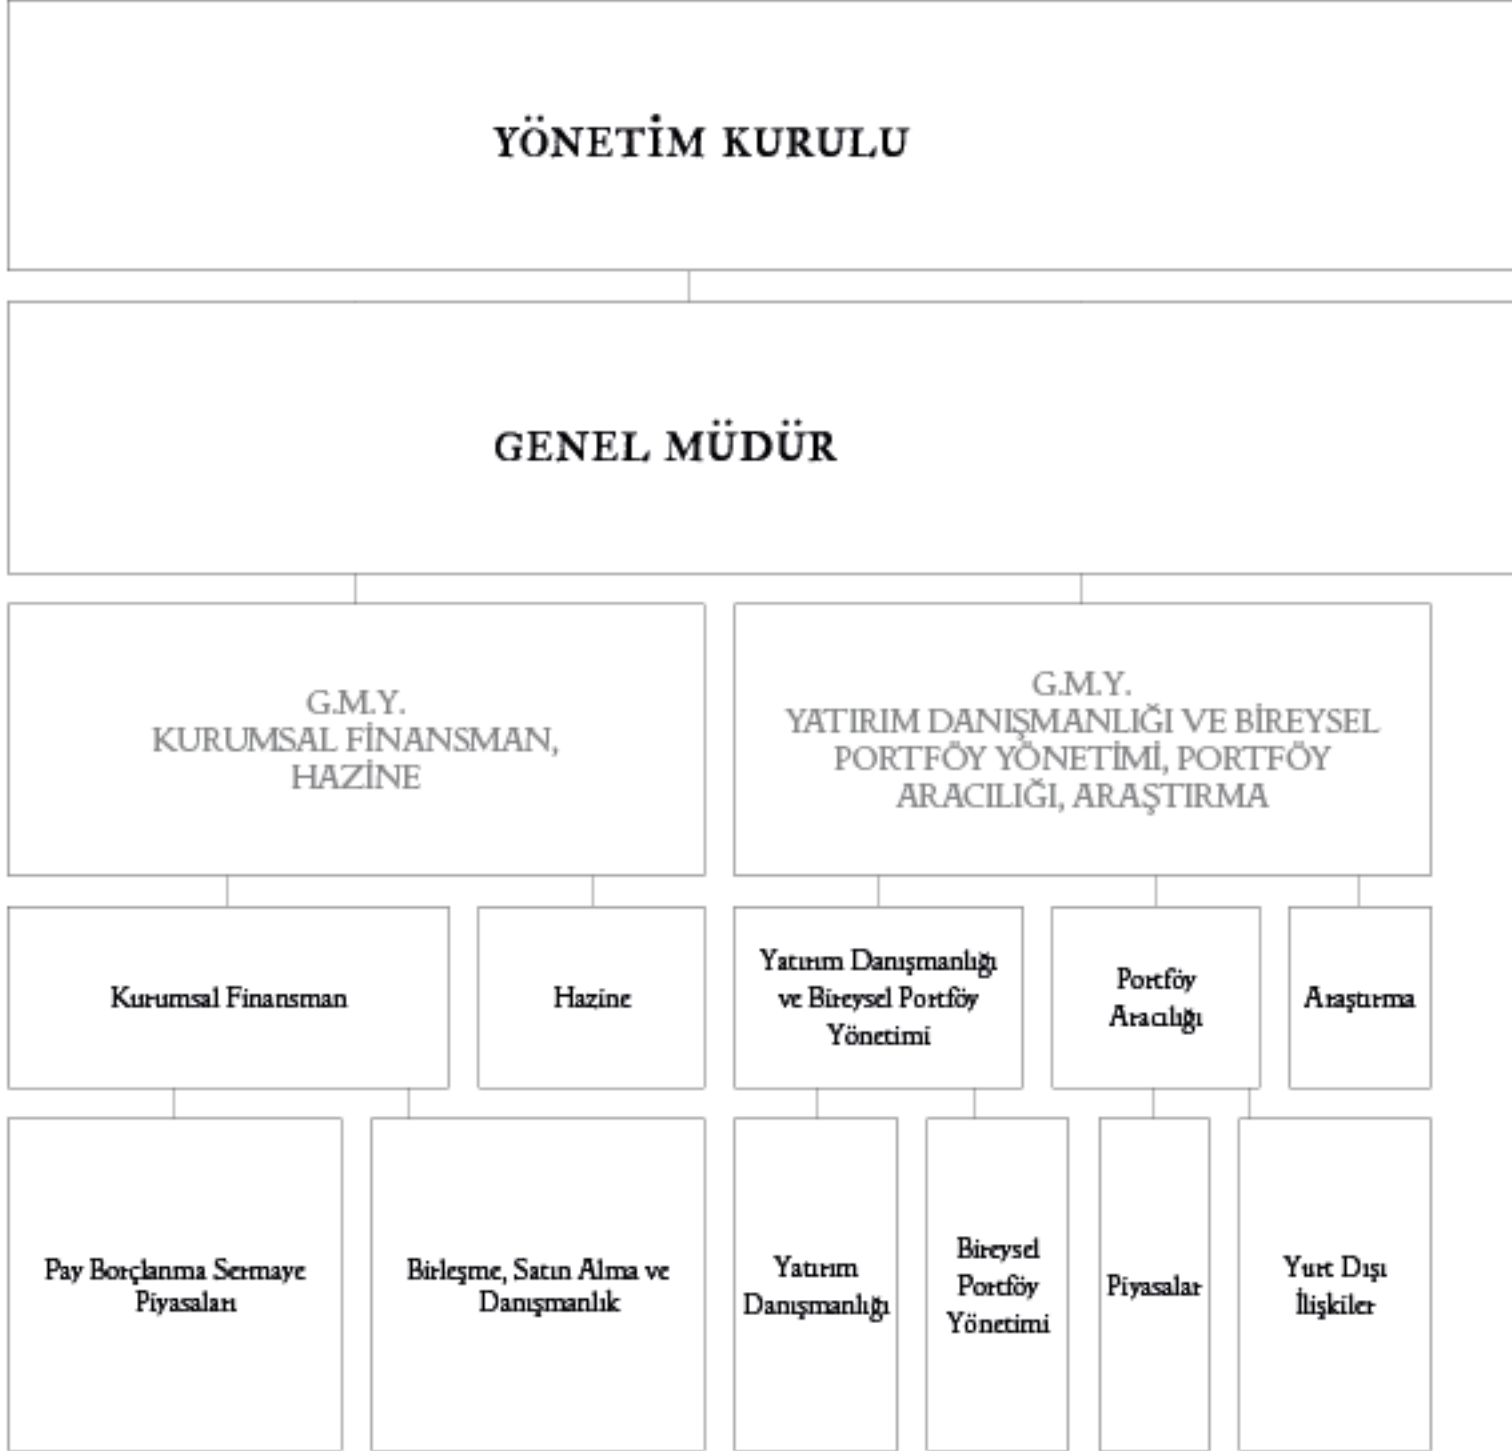 YÖNETİM KURULU
GENEL MÜDÜR
G.M.Y.
KURUMSAL FİNANSMAN,
HAZİNE
G.M.Y.
YATIRIM DANIŞMANLIĞI VE BİREYSEL
PORTFÖY YÖNETİMİ, PORTFÖY
ARACILIĞI, ARAŞTIRMA
Kurumsal Finansman
Hazine
Yatırım Danışmanlığı
ve Bireysel Portföy
Yönetimi
Portföy
Aracılığı
Araştırma
Pay Borçlanma Sermaye
Piyasaları
Birleşme, Satın Alma ve
Danışmanlık
Yatırım
Danışmanlığı
Bireysel
Portföy
Yönetimi
Piyasalar
Yurt Dışı
İlişkiler